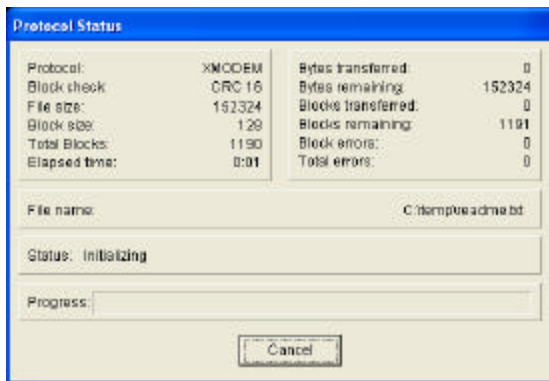 Protocol Status
Protocol: XMODEM
Block check: CRC 16
File size: 152324
Block size: 128
Total Blocks: 1190
Elapsed time: 0:01
Bytes transferred: 0
Bytes remaining: 152324
Blocks transferred: 0
Blocks remaining: 1191
Block errors: 0
Total errors: 0
File name: C:\temp\readme.txt
Status: Initializing
Progress:
Cancel